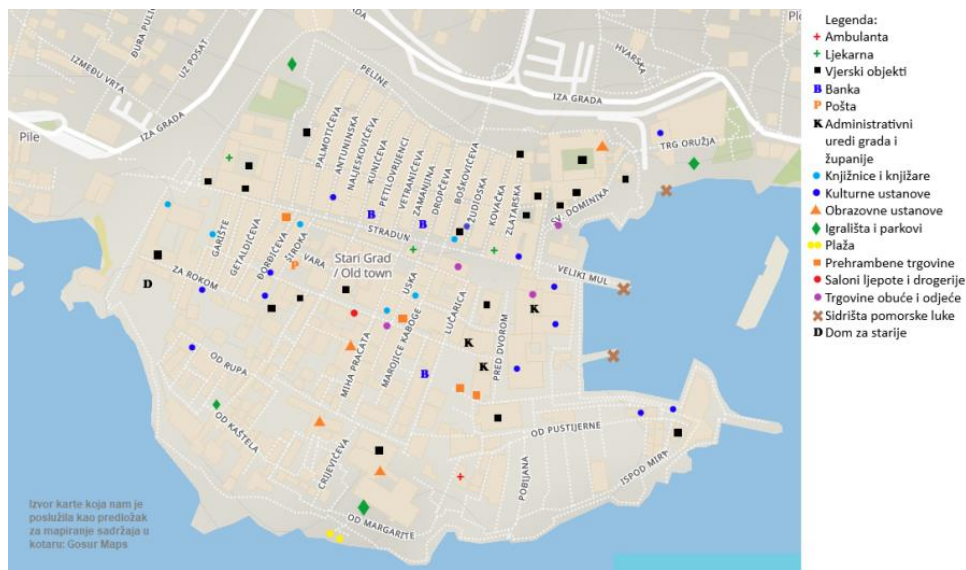 Legenda:
Ambulanta
Ljekarna
Vjerski objekti
B Banka
P Pošta
K Administrativni
uredi grada i
županije
Knjižnice i knjižare
Kulturne ustanove
Obrazovne ustanove
Igrališta i parkovi
Plaža
Prehrambene trgovine
Saloni ljepote i drogerije
Trgovine obuće i odjeće
Sidrišta pomorske luke
D Dom za starije
ĐURA PULIĆ
IZMEĐU VRTA
UZ POSAT
HVARSKA
Plo
PELINE
IZA GRADA
IZA GRADA
Pile
TRG ORUŽJA
PALMOTIĆEVA
ANTUNINSKA
NALJEŠKOVIĆEVA
KUNIĆEVA
PETILOVRIJENCI
VETRANIĆEVA
ZAMANJINA
DROPČEVA
BOŠKOVIĆEVA
ŽUDIOSKA
KOVAČKA
ZLATARSKA
SV. DOMINIKA
B
B
STRADUN
GARIŠTE
GETALDIĆEVA
ĐORĐIĆEVA
ŠIROKA
VARA
P
Stari Grad
/ Old town
VELIKI MUL
ZA ROKOM
D
USKA
LUČARICA
K
K
K
PRED DVOROM
MIHA PRACATA
MAROJICE KABOGE
B
OD RUPA
OD KAŠTELA
CRIJEVIĆEVA
OD PUSTIJERNE
POBIJANA
ISPOD MIRA
OD MARGARITE
Izvor karte koja nam je
poslužila kao predložak
za mapiranje sadržaja u
kotaru: Gosur Maps